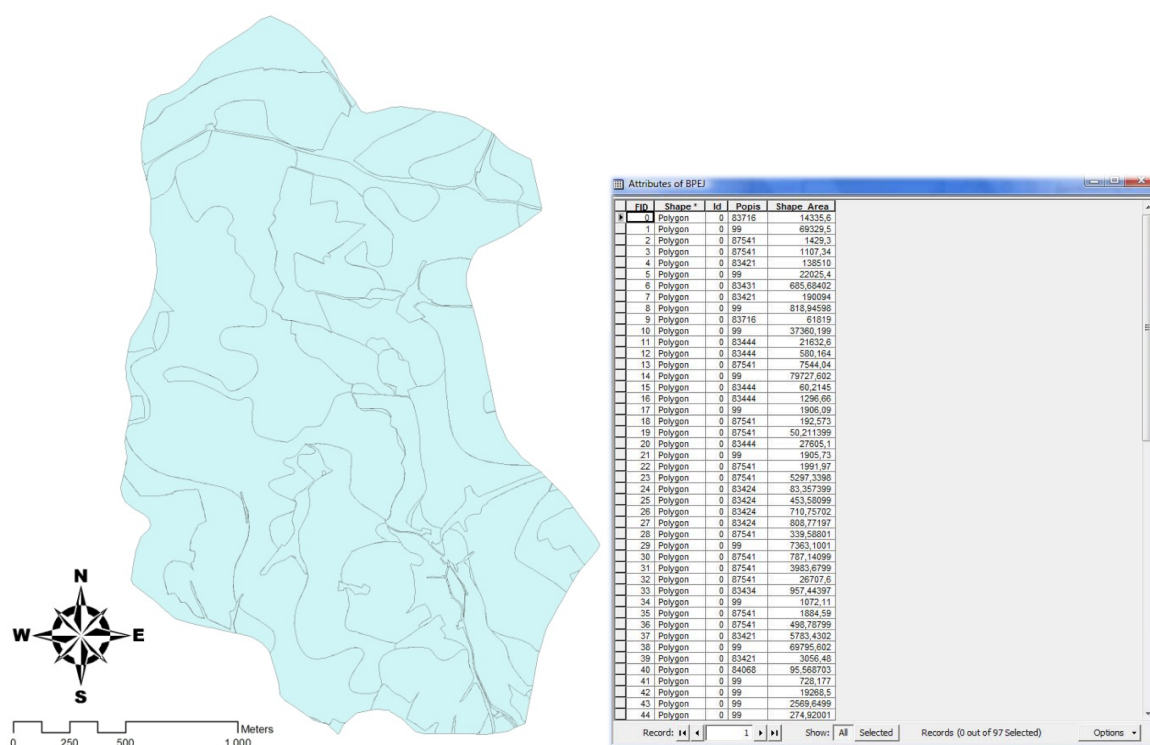 N
W E
S
Meters
0 250 500 1 000
Attributes of BPEJ
FID Shape * Id Popis Shape_Area
0 Polygon 0 83716 14335,6
1 Polygon 0 99 69329,5
2 Polygon 0 87541 1429,3
3 Polygon 0 87541 1107,34
4 Polygon 0 83421 138510
5 Polygon 0 99 22025,4
6 Polygon 0 83431 685,68402
7 Polygon 0 83421 190094
8 Polygon 0 99 818,94598
9 Polygon 0 83716 61819
10 Polygon 0 99 37360,199
11 Polygon 0 83444 21632,6
12 Polygon 0 83444 580,164
13 Polygon 0 87541 7544,04
14 Polygon 0 99 79727,602
15 Polygon 0 83444 60,2145
16 Polygon 0 83444 1296,66
17 Polygon 0 99 1906,09
18 Polygon 0 87541 192,573
19 Polygon 0 87541 50,211399
20 Polygon 0 83444 27605,1
21 Polygon 0 99 1905,73
22 Polygon 0 87541 1991,97
23 Polygon 0 87541 5297,3398
24 Polygon 0 83424 83,357399
25 Polygon 0 83424 453,58099
26 Polygon 0 83424 710,75702
27 Polygon 0 83424 808,77197
28 Polygon 0 87541 339,58801
29 Polygon 0 99 7363,1001
30 Polygon 0 87541 787,14099
31 Polygon 0 87541 3983,6799
32 Polygon 0 87541 26707,6
33 Polygon 0 83434 957,44397
34 Polygon 0 99 1072,11
35 Polygon 0 87541 1884,59
36 Polygon 0 87541 498,78799
37 Polygon 0 83421 5783,4302
38 Polygon 0 99 69795,602
39 Polygon 0 83421 3056,48
40 Polygon 0 84068 95,568703
41 Polygon 0 99 728,177
42 Polygon 0 99 19268,5
43 Polygon 0 99 2569,6499
44 Polygon 0 99 274,92001
Record: 1 Show: All Selected Records (0 out of 97 Selected) Options